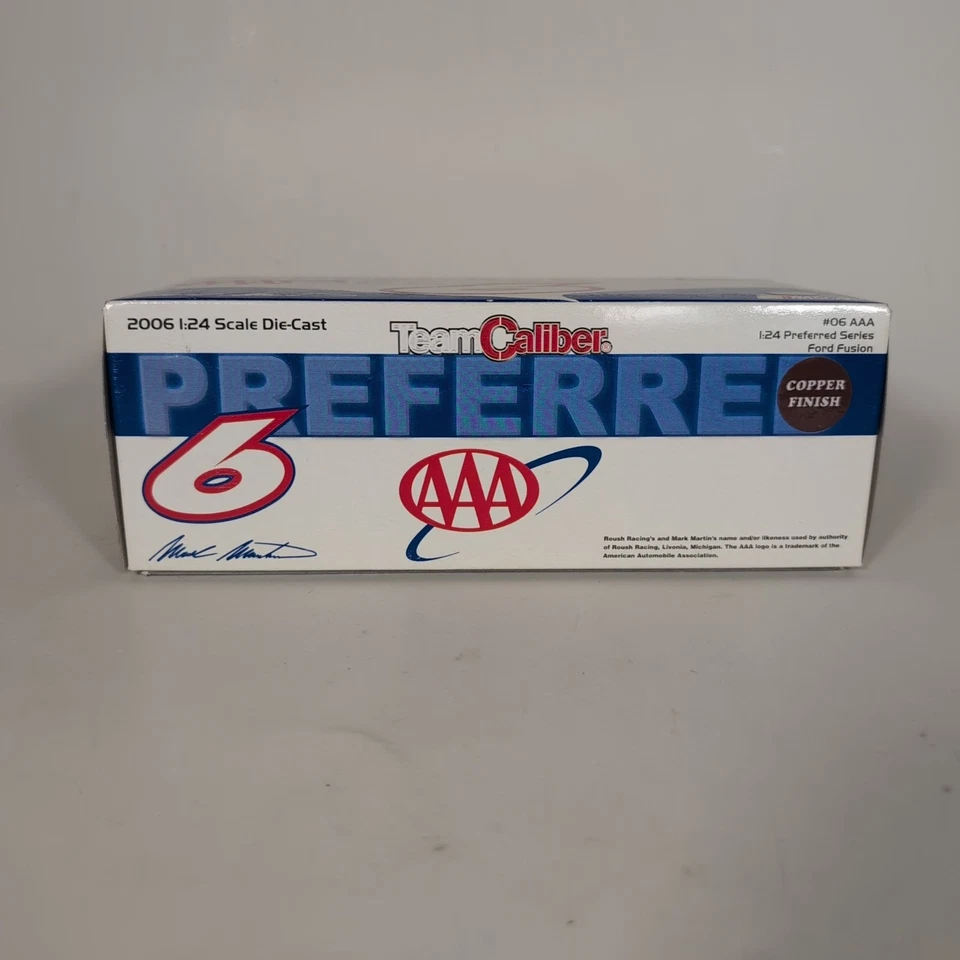 2006 1:24 Scale Die-Cast
TeamCaliber®
#06 AAA
1:24 Preferred Series
Ford Fusion
PREFERRED
COPPER
FINISH
6
AAA
Mark Martin
Roush Racing's and Mark Martin's name and/or likeness used by authority
of Roush Racing, Livonia, Michigan. The AAA logo is a trademark of the
American Automobile Association.